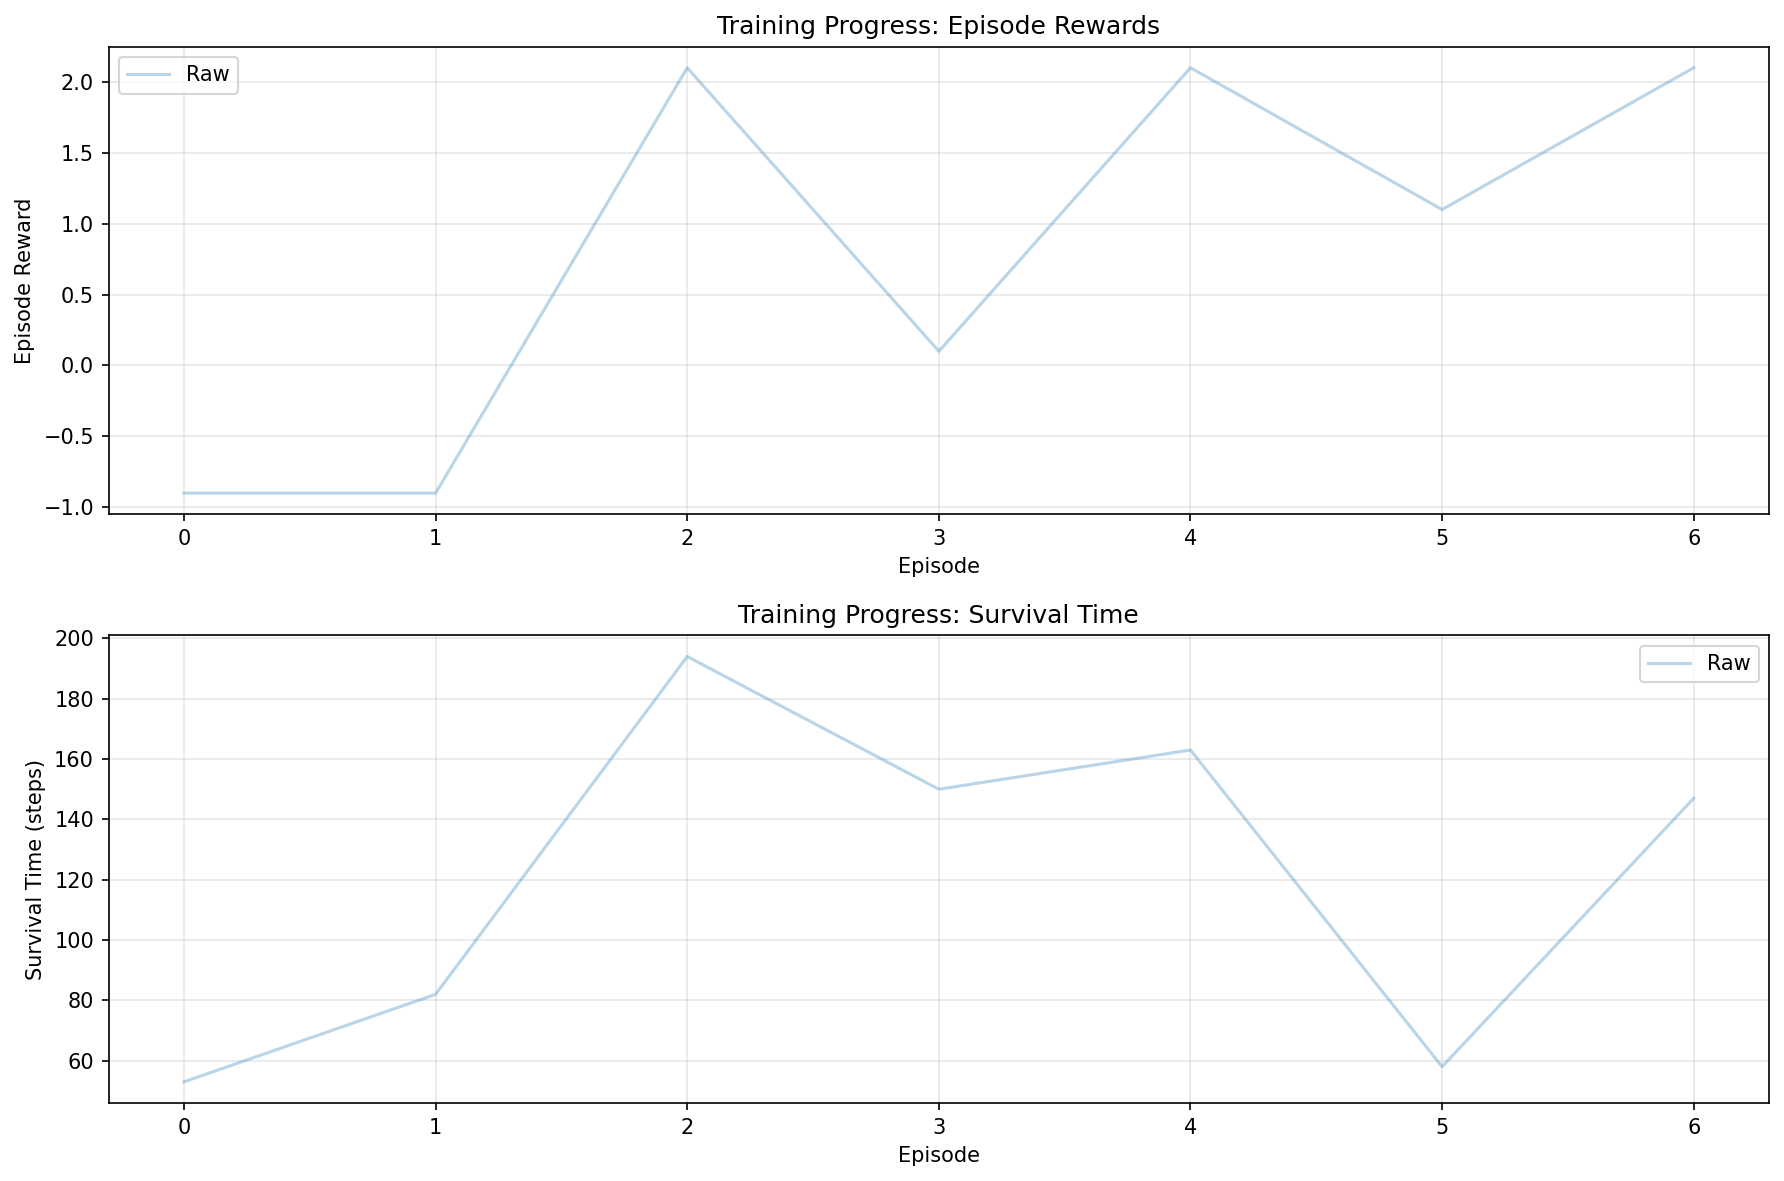 Training Progress: Episode Rewards
Raw
Episode Reward
2.0
1.5
1.0
0.5
0.0
−0.5
−1.0
0 1 2 3 4 5 6
Episode
Training Progress: Survival Time
Raw
Survival Time (steps)
200
180
160
140
120
100
80
60
0 1 2 3 4 5 6
Episode